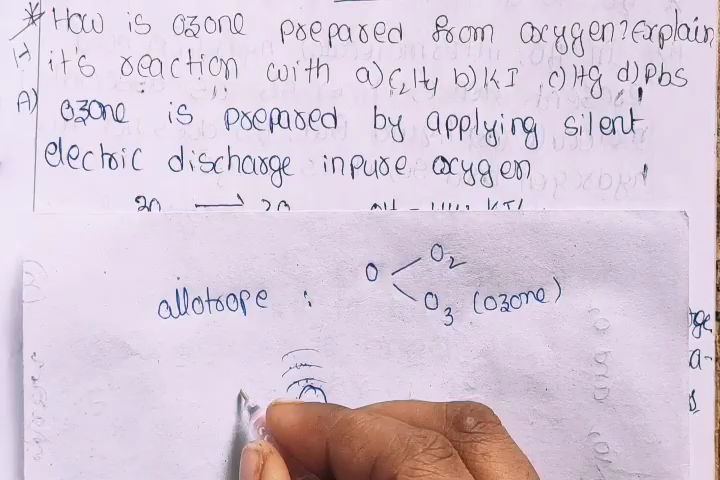 * How is ozone prepared from oxygen? Explain
its reaction with a) C₂H₄ b) KI c) Hg d) Pbs
A) ozone is prepared by applying silent
electric discharge in pure oxygen
allotrope : O O₂
O₃ (ozone)